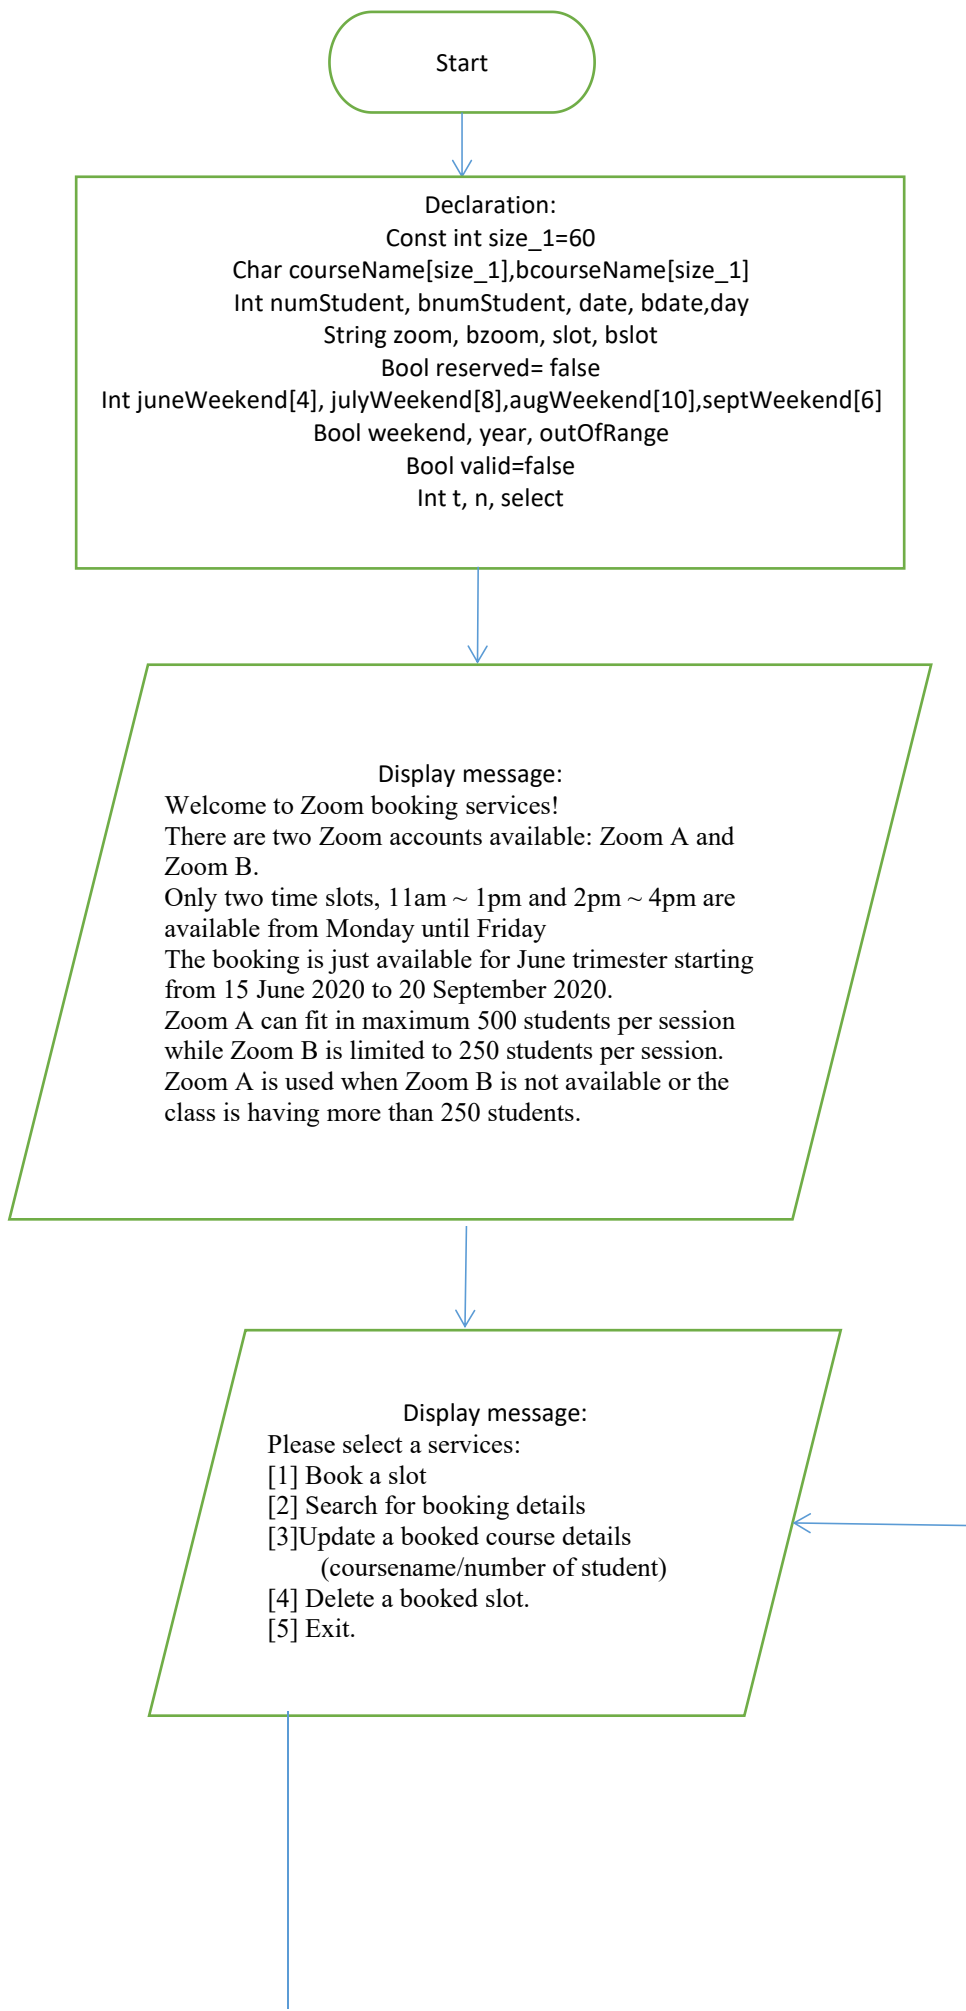 Start
Declaration:
Const int size_1=60
Char courseName[size_1],bcourseName[size_1]
Int numStudent, bnumStudent, date, bdate,day
String zoom, bzoom, slot, bslot
Bool reserved= false
Int juneWeekend[4], julyWeekend[8],augWeekend[10],septWeekend[6]
Bool weekend, year, outOfRange
Bool valid=false
Int t, n, select
Display message:
Welcome to Zoom booking services!
There are two Zoom accounts available: Zoom A and
Zoom B.
Only two time slots, 11am ~ 1pm and 2pm ~ 4pm are
available from Monday until Friday
The booking is just available for June trimester starting
from 15 June 2020 to 20 September 2020.
Zoom A can fit in maximum 500 students per session
while Zoom B is limited to 250 students per session.
Zoom A is used when Zoom B is not available or the
class is having more than 250 students.
Display message:
Please select a services:
[1] Book a slot
[2] Search for booking details
[3]Update a booked course details
(coursename/number of student)
[4] Delete a booked slot.
[5] Exit.